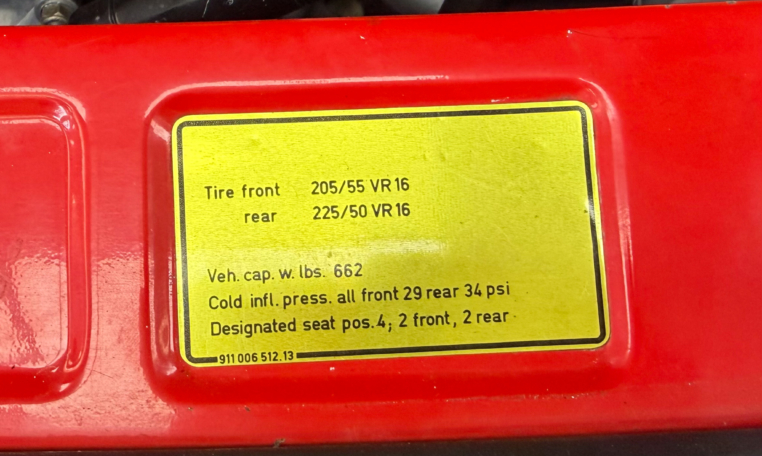 Tire front 205/55 VR 16
rear 225/50 VR 16
Veh. cap. w. lbs. 662
Cold infl. press. all front 29 rear 34 psi
Designated seat pos. 4; 2 front, 2 rear
911 006 512.13